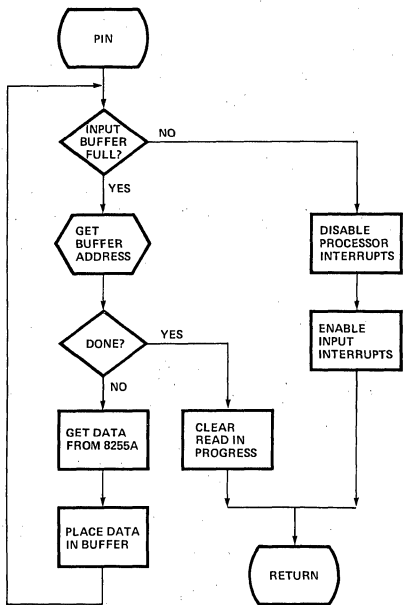 PIN
INPUT
BUFFER
FULL?
NO
YES
GET
BUFFER
ADDRESS
DISABLE
PROCESSOR
INTERRUPTS
ENABLE
INPUT
INTERRUPTS
DONE?
YES
NO
GET DATA
FROM 8255A
CLEAR
READ IN
PROGRESS
PLACE DATA
IN BUFFER
RETURN